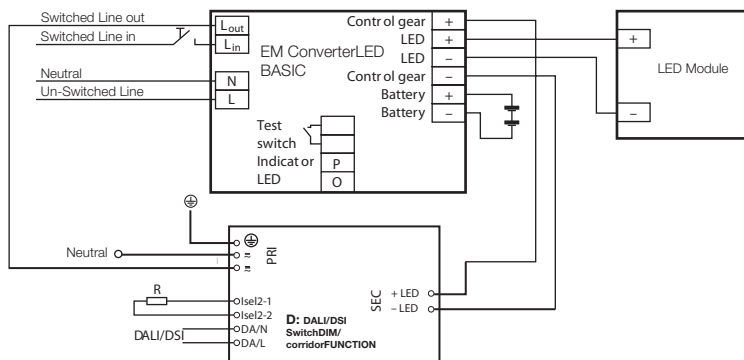 Switched Line out
Switched Line in
Neutral
Un-Switched Line
Lout
Lin
N
L
EM ConverterLED
BASIC
Control gear +
LED +
LED –
Control gear –
Battery +
Battery –
Test
switch
Indicator
LED
P
O
+
–
LED Module
Neutral
PRI
R
Isel2-1
Isel2-2
DALI/DSI
DA/N
DA/L
D: DALI/DSI
SwitchDIM/
corridorFUNCTION
SEC
+ LED
– LED